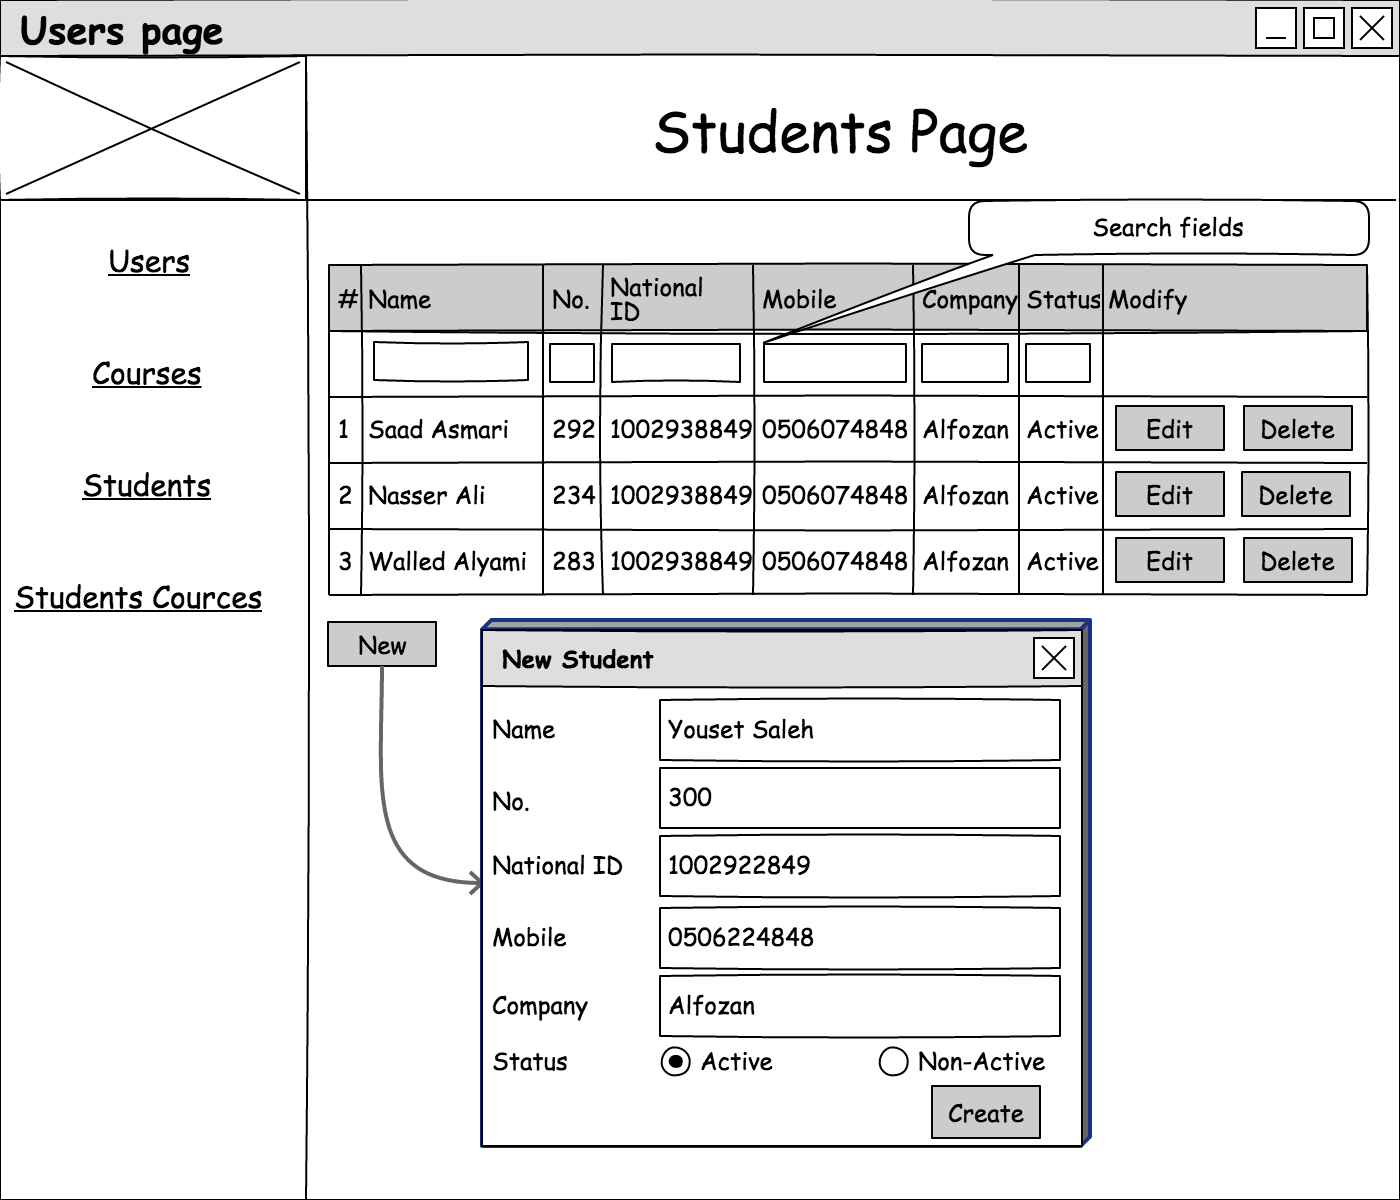 Users page
Students Page
Search fields
Users
Courses
Students
Students Cources
# Name No. National ID Mobile Company Status Modify
1 Saad Asmari 292 1002938849 0506074848 Alfozan Active Edit Delete
2 Nasser Ali 234 1002938849 0506074848 Alfozan Active Edit Delete
3 Walled Alyami 283 1002938849 0506074848 Alfozan Active Edit Delete
New
New Student
Name Youset Saleh
No. 300
National ID 1002922849
Mobile 0506224848
Company Alfozan
Status Active Non-Active
Create